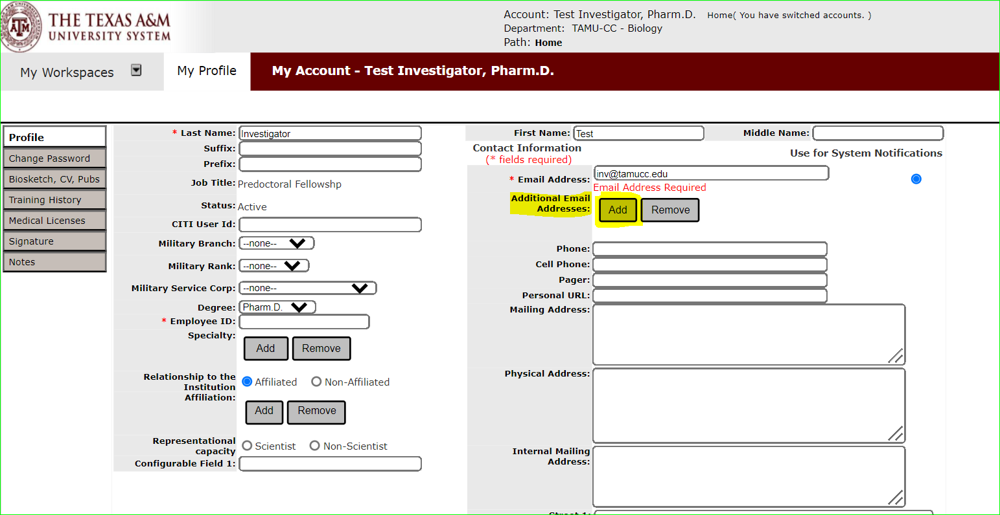 THE TEXAS A&M
UNIVERSITY SYSTEM
Account: Test Investigator, Pharm.D. Home( You have switched accounts. )
Department: TAMU-CC - Biology
Path: Home
My Workspaces
My Profile
My Account - Test Investigator, Pharm.D.
Profile
Change Password
Biosketch, CV, Pubs
Training History
Medical Licenses
Signature
Notes
* Last Name: Investigator
Suffix:
Prefix:
Job Title: Predoctoral Fellowshp
Status: Active
CITI User Id:
Military Branch: --none--
Military Rank: --none--
Military Service Corp: --none--
Degree: Pharm.D.
* Employee ID:
Specialty:
Add Remove
Relationship to the
Institution
Affiliated Non-Affiliated
Affiliation:
Add Remove
Representational
capacity
Scientist Non-Scientist
Configurable Field 1:
First Name: Test Middle Name:
Contact Information
(* fields required)
Use for System Notifications
* Email Address: inv@tamucc.edu
Email Address Required
Additional Email
Addresses:
Add Remove
Phone:
Cell Phone:
Pager:
Personal URL:
Mailing Address:
Physical Address:
Internal Mailing
Address:
Street 1: